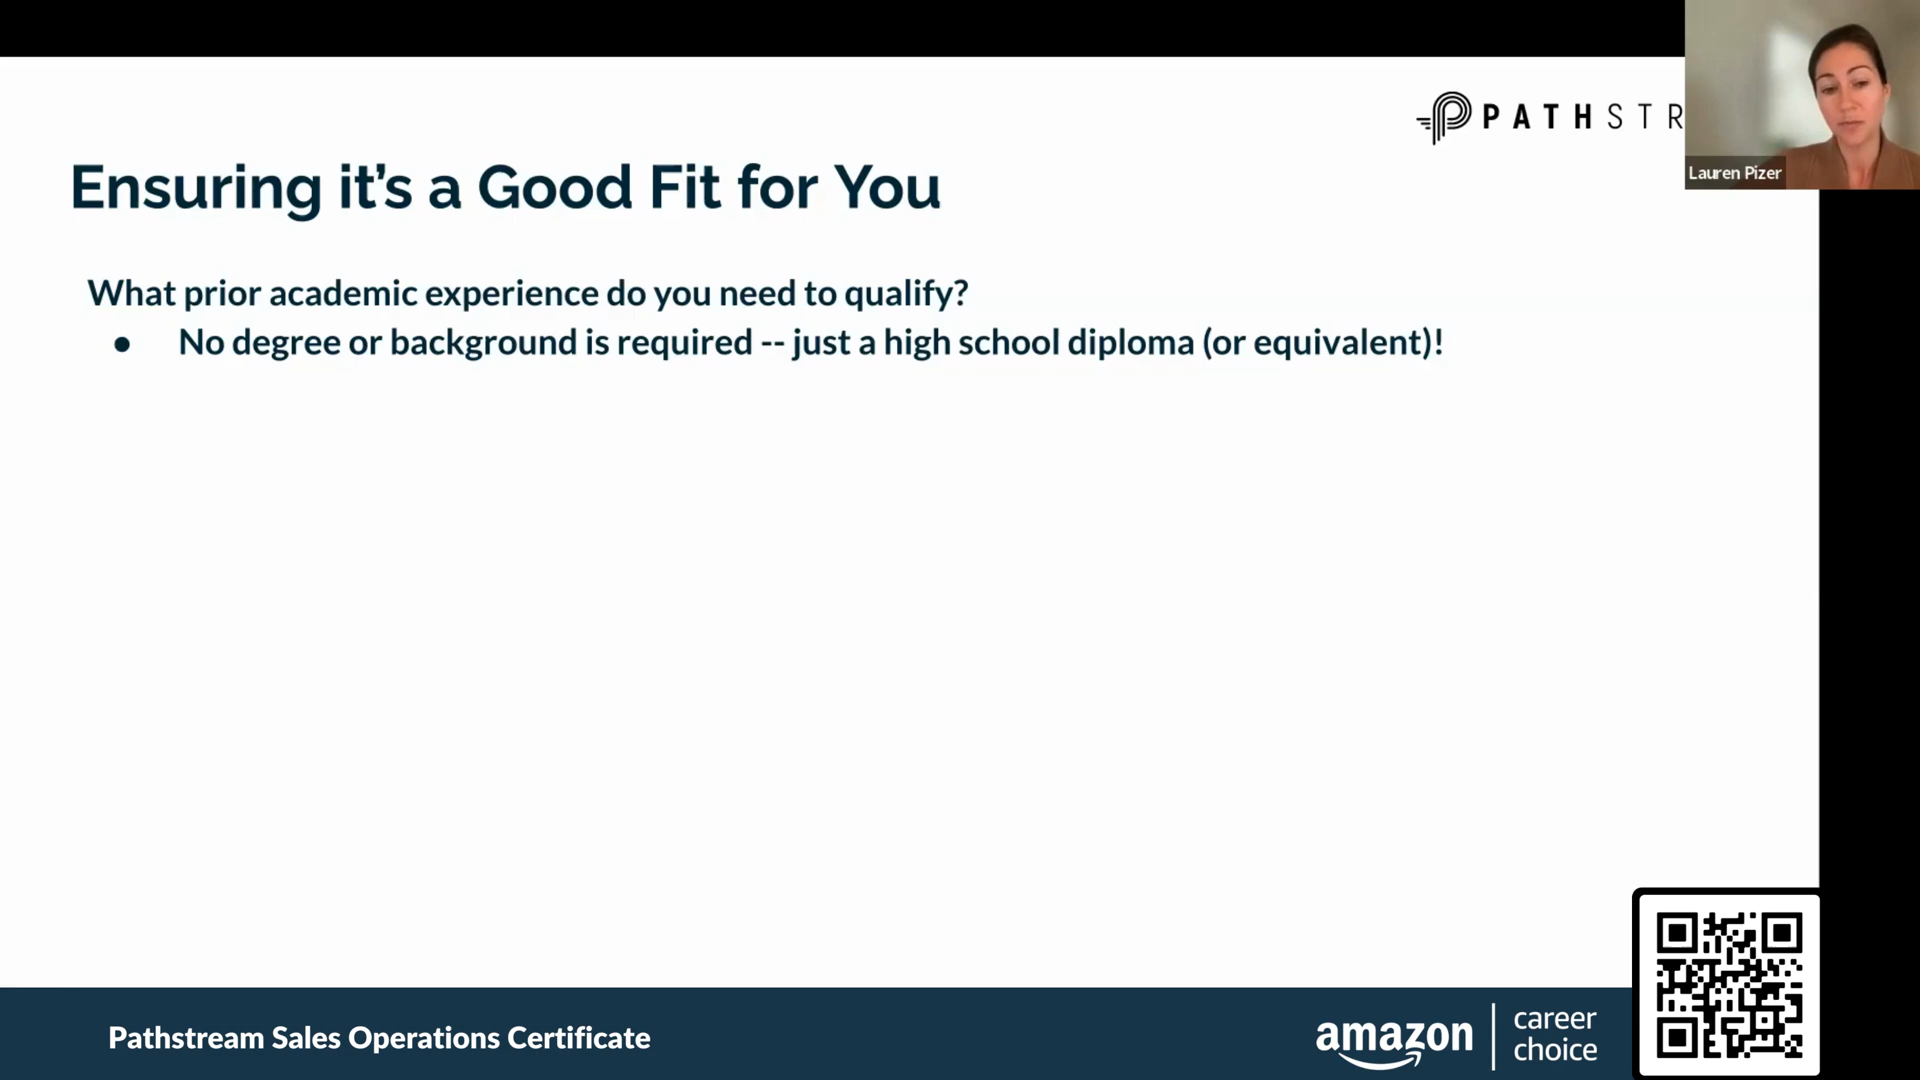 PATHSTR
Lauren Pizer
Ensuring it’s a Good Fit for You
What prior academic experience do you need to qualify?
● No degree or background is required -- just a high school diploma (or equivalent)!
Pathstream Sales Operations Certificate
amazon
career
choice